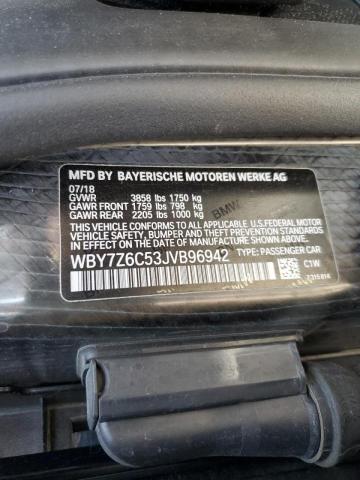 MFD BY BAYERISCHE MOTOREN WERKE AG
07/18
GVWR 3858 lbs 1750 kg
GAWR FRONT 1759 lbs 798 kg
GAWR REAR 2205 lbs 1000 kg
BMW
THIS VEHICLE CONFORMS TO ALL APPLICABLE U.S.FEDERAL MOTOR
VEHICLE SAFETY, BUMPER, AND THEFT PREVENTION STANDARDS
IN EFFECT ON THE DATE OF MANUFACTURE SHOWN ABOVE.
WBY7Z6C53JVB96942 TYPE: PASSENGER CAR
C1W
7315814